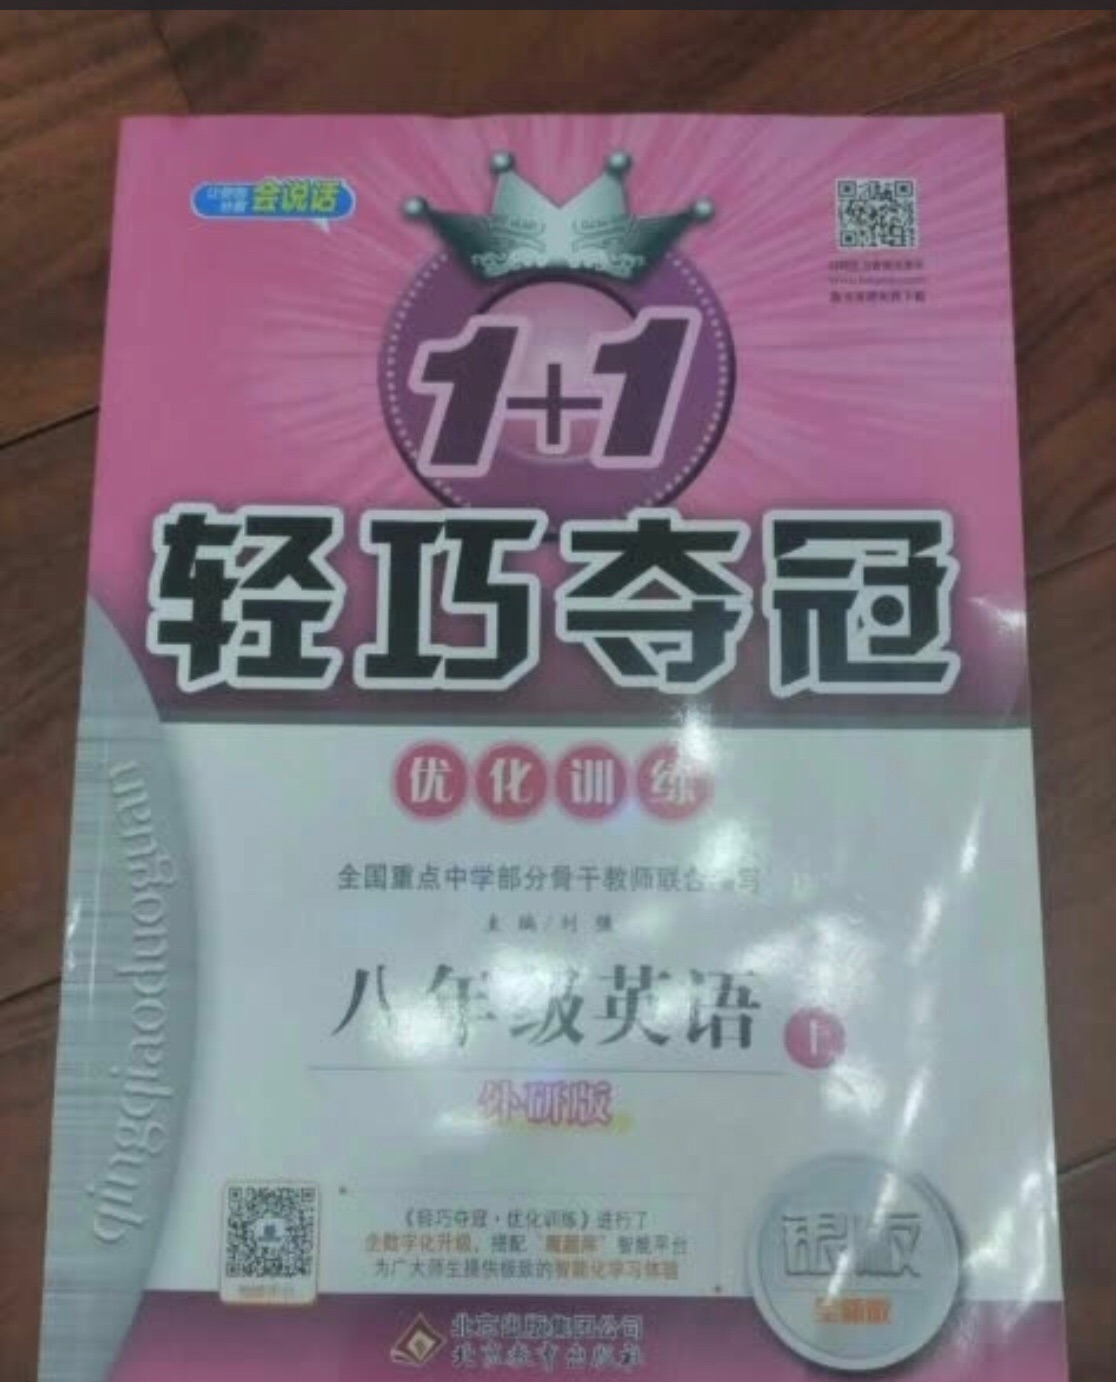 会说话
1+1
轻巧夺冠
优化训练
全国重点中学部分骨干教师联合编写
主编/刘强
八年级英语 上
外研版
qingqiaoduoguan
《轻巧夺冠·优化训练》进行了
全数字化升级，搭配“魔题库”智能平台
为广大师生提供极致的智能化学习体验
银版
全新版
北京出版集团公司
北京教育出版社